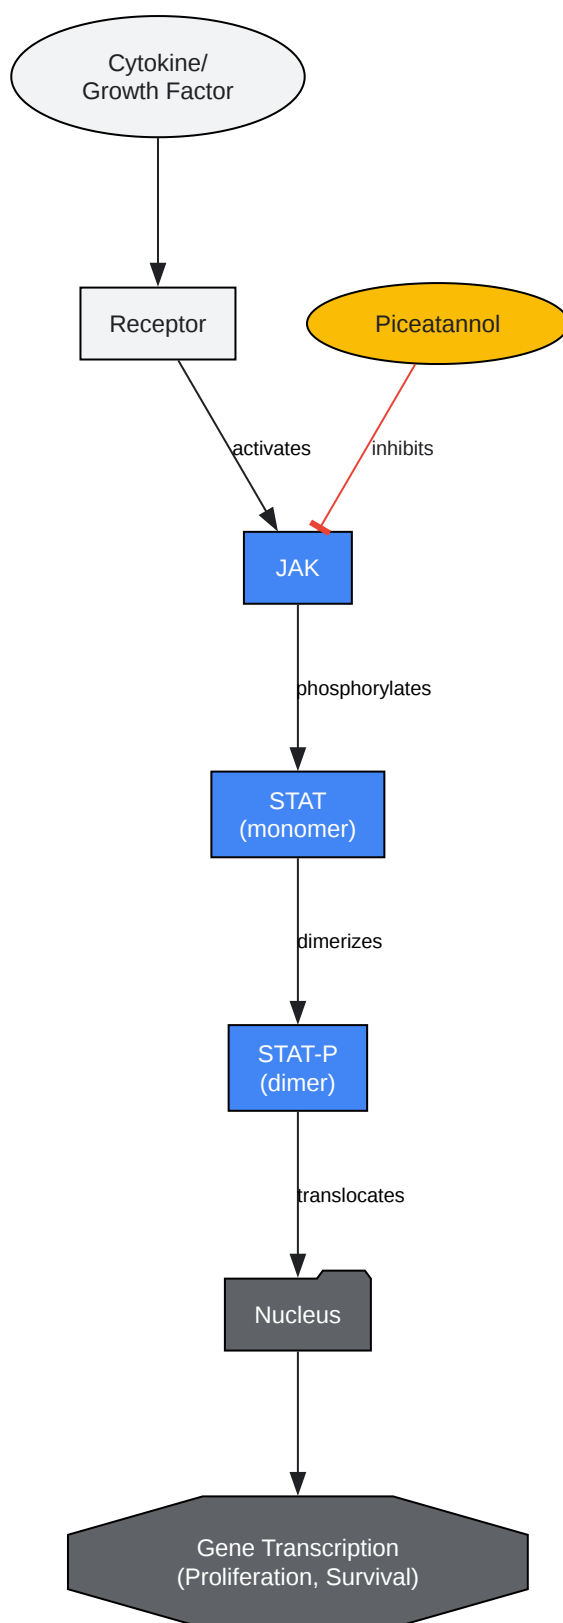 Cytokine/
Growth Factor
Receptor
Piceatannol
activates
inhibits
JAK
phosphorylates
STAT
(monomer)
dimerizes
STAT-P
(dimer)
translocates
Nucleus
Gene Transcription
(Proliferation, Survival)